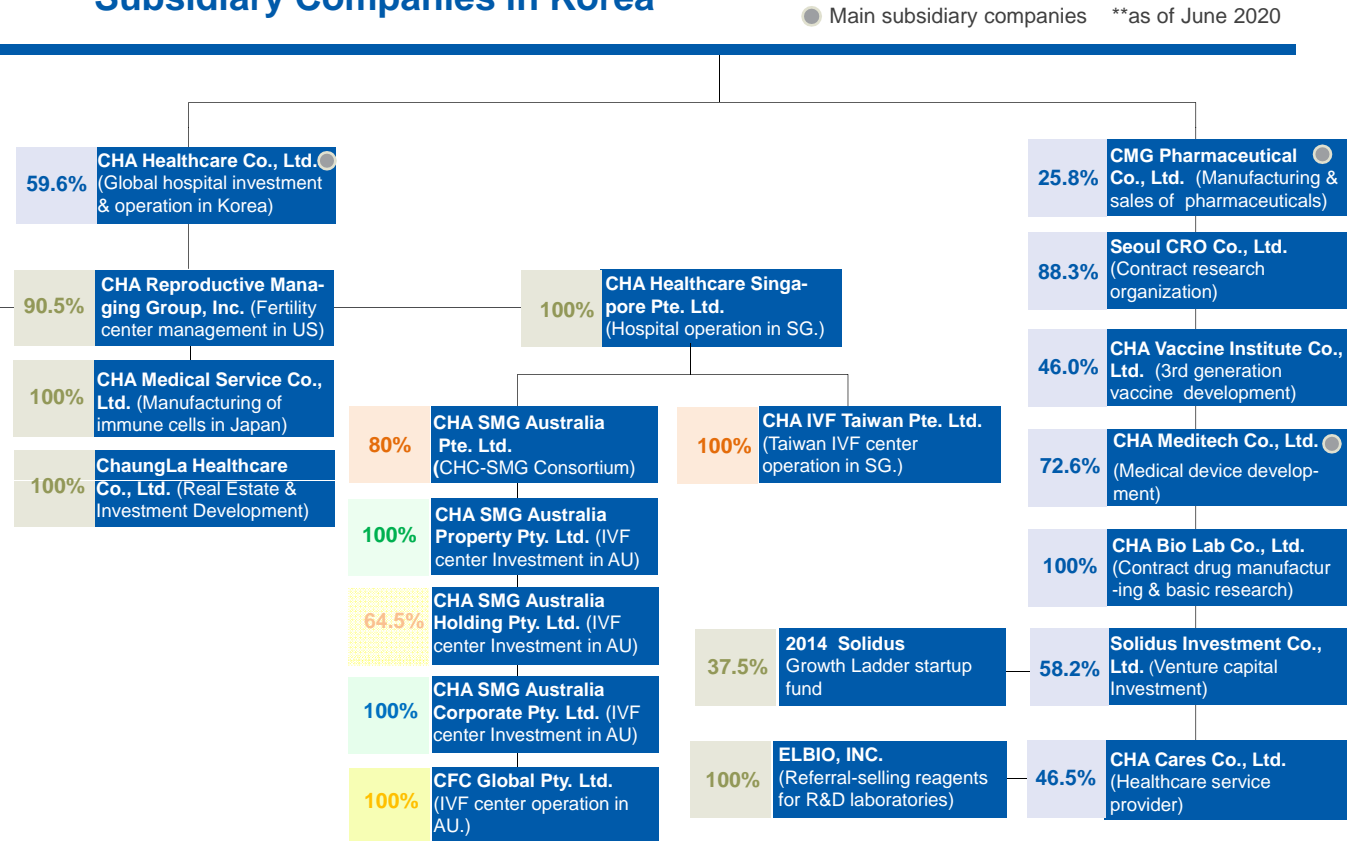 Subsidiary Companies in Korea
Main subsidiary companies **as of June 2020
59.6%
CHA Healthcare Co., Ltd.
(Global hospital investment
& operation in Korea)
90.5%
CHA Reproductive Mana-
ging Group, Inc. (Fertility
center management in US)
100%
CHA Medical Service Co.,
Ltd. (Manufacturing of
immune cells in Japan)
100%
ChaungLa Healthcare
Co., Ltd. (Real Estate &
Investment Development)
100%
CHA Healthcare Singa-
pore Pte. Ltd.
(Hospital operation in SG.)
80%
CHA SMG Australia
Pte. Ltd.
(CHC-SMG Consortium)
100%
CHA SMG Australia
Property Pty. Ltd. (IVF
center Investment in AU)
64.5%
CHA SMG Australia
Holding Pty. Ltd. (IVF
center Investment in AU)
100%
CHA SMG Australia
Corporate Pty. Ltd. (IVF
center Investment in AU)
100%
CFC Global Pty. Ltd.
(IVF center operation in
AU.)
100%
CHA IVF Taiwan Pte. Ltd.
(Taiwan IVF center
operation in SG.)
25.8%
CMG Pharmaceutical
Co., Ltd. (Manufacturing &
sales of pharmaceuticals)
88.3%
Seoul CRO Co., Ltd.
(Contract research
organization)
46.0%
CHA Vaccine Institute Co.,
Ltd. (3rd generation
vaccine development)
72.6%
CHA Meditech Co., Ltd.
(Medical device develop-
ment)
100%
CHA Bio Lab Co., Ltd.
(Contract drug manufactur
-ing & basic research)
37.5%
2014 Solidus
Growth Ladder startup
fund
58.2%
Solidus Investment Co.,
Ltd. (Venture capital
Investment)
100%
ELBIO, INC.
(Referral-selling reagents
for R&D laboratories)
46.5%
CHA Cares Co., Ltd.
(Healthcare service
provider)